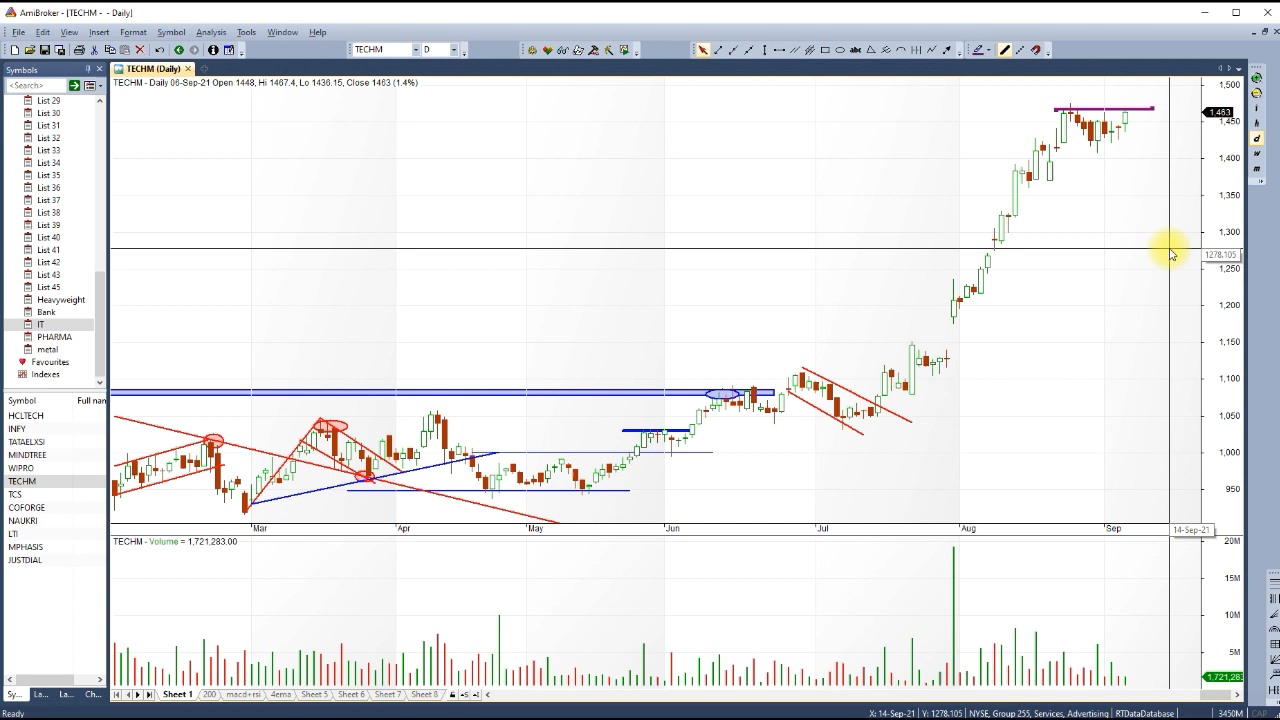 AmiBroker - [TECHM - - Daily]
File Edit View Insert Format Symbol Analysis Tools Window Help
TECHM D
Symbols
TECHM (Daily)
<Search>
TECHM - Daily 06-Sep-21 Open 1448, Hi 1467.4, Lo 1436.15, Close 1463 (1.4%)
List 29
List 30
List 31
List 32
List 33
List 34
List 35
List 36
List 37
List 38
List 39
List 40
List 41
List 42
List 43
List 45
Heavyweight
Bank
IT
PHARMA
metal
Favourites
Indexes
Symbol Full nan
HCLTECH
INFY
TATAELXSI
MINDTREE
WIPRO
TECHM
TCS
COFORGE
NAUKRI
LTI
MPHASIS
JUSTDIAL
1,500
1,463
1,450
1,400
1,350
1,300
1278.105
1,250
1,200
1,150
1,100
1,050
1,000
950
Mar Apr May Jun Jul Aug Sep 14-Sep-21
TECHM - Volume = 1,721,283.00
20M
15M
10M
5M
1,721,283
i
h
d
w
m
Sy... La... La... Ch...
Sheet 1 200 macd+rsi 4ema Sheet 5 Sheet 6 Sheet 7 Sheet 8
Ready
X: 14-Sep-21 Y: 1278.105 NYSE, Group 255, Services, Advertising RTDataDatabase 3450M CAP